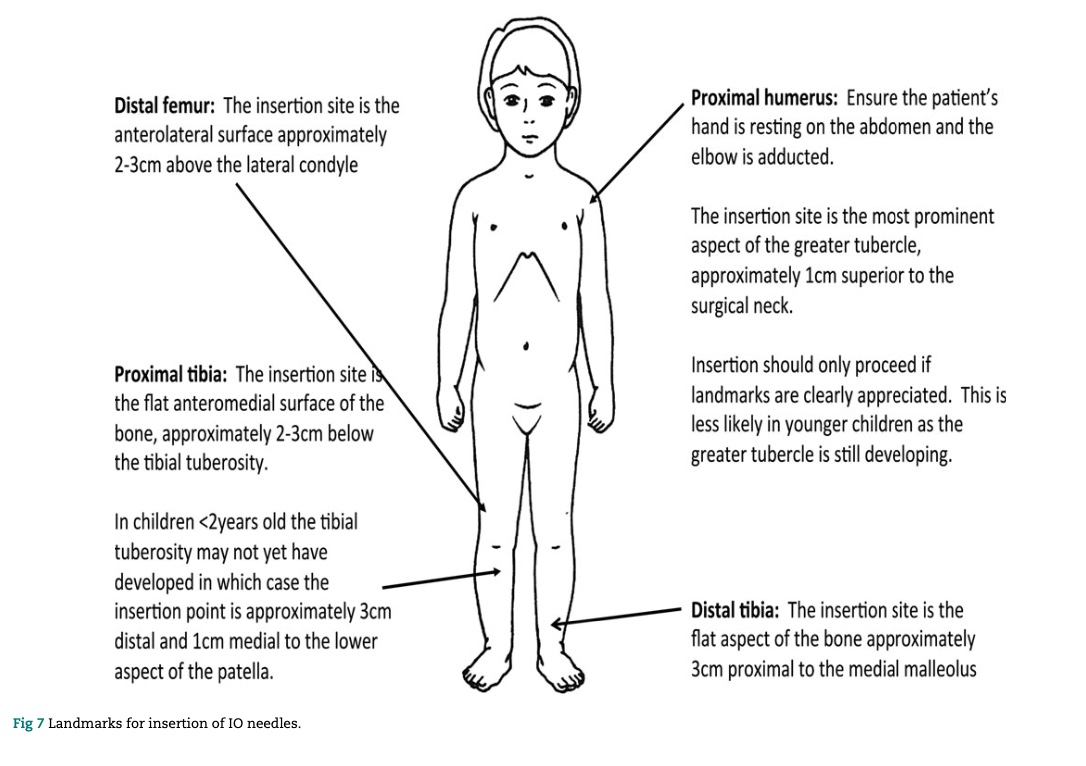 Distal femur: The insertion site is the
anterolateral surface approximately
2-3cm above the lateral condyle
Proximal tibia: The insertion site is
the flat anteromedial surface of the
bone, approximately 2-3cm below
the tibial tuberosity.
In children <2years old the tibial
tuberosity may not yet have
developed in which case the
insertion point is approximately 3cm
distal and 1cm medial to the lower
aspect of the patella.
Proximal humerus: Ensure the patient's
hand is resting on the abdomen and the
elbow is adducted.
The insertion site is the most prominent
aspect of the greater tubercle,
approximately 1cm superior to the
surgical neck.
Insertion should only proceed if
landmarks are clearly appreciated. This is
less likely in younger children as the
greater tubercle is still developing.
Distal tibia: The insertion site is the
flat aspect of the bone approximately
3cm proximal to the medial malleolus
Fig 7 Landmarks for insertion of IO needles.